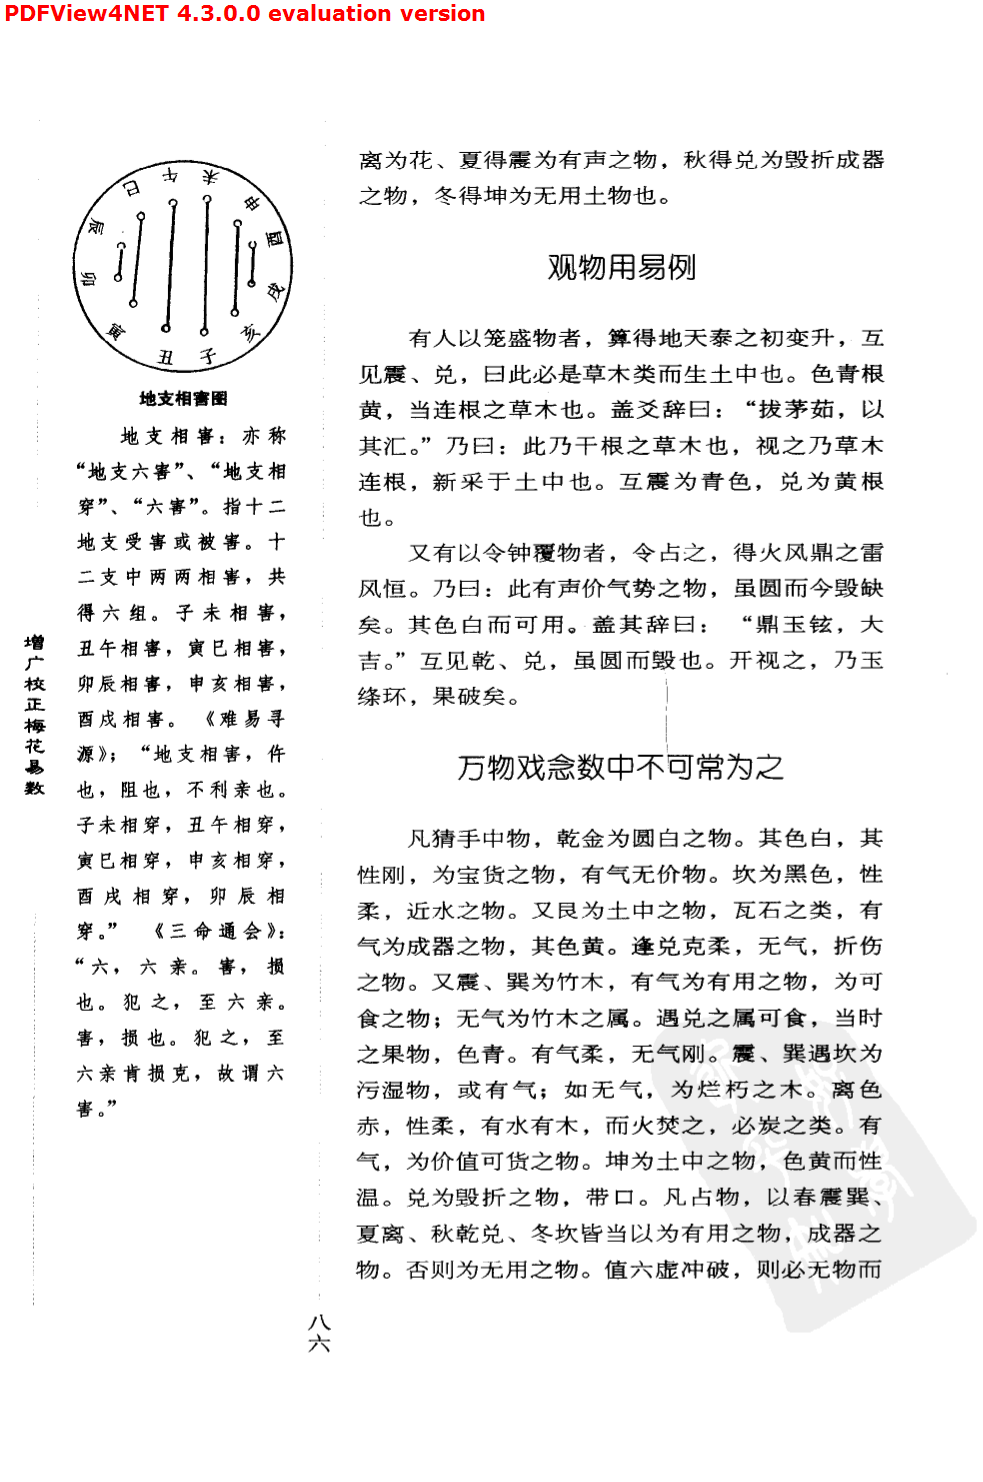 PDFView4NET 4.3.0.0 evaluation version
离为花、夏得震为有声之物，秋得兑为毁折成器
之物，冬得坤为无用土物也。
观物用易例
有人以笼盛物者，算得地天泰之初变升，互
见震、兑，曰此必是草木类而生土中也。色青根
黄，当连根之草木也。盖爻辞曰：“拔茅茹，以
其汇。”乃曰：此乃干根之草木也，视之乃草木
连根，新采于土中也。互震为青色，兑为黄根
也。
又有以令钟覆物者，令占之，得火风鼎之雷
风恒。乃曰：此有声价气势之物，虽圆而今毁缺
矣。其色白而可用。盖其辞曰：“鼎玉铉，大
吉。”互见乾、兑，虽圆而毁也。开视之，乃玉
绦环，果破矣。
万物戏念数中不可常为之
凡猜手中物，乾金为圆白之物。其色白，其
性刚，为宝货之物，有气无价物。坎为黑色，性
柔，近水之物。又艮为土中之物，瓦石之类，有
气为成器之物，其色黄。逢兑克柔，无气，折伤
之物。又震、巽为竹木，有气为有用之物，为可
食之物；无气为竹木之属。遇兑之属可食，当时
之果物，色青。有气柔，无气刚。震、巽遇坎为
污湿物，或有气；如无气，为烂朽之木。离色
赤，性柔，有水有木，而火焚之，必炭之类。有
气，为价值可货之物。坤为土中之物，色黄而性
温。兑为毁折之物，带口。凡占物，以春震巽、
夏离、秋乾兑、冬坎皆当以为有用之物，成器之
物。否则为无用之物。值六虚冲破，则必无物而
巳
午
未
申
酉
戌
亥
子
丑
寅
卯
辰
地支相害图
地支相害：亦称
“地支六害”、“地支相
穿”、“六害”。指十二
地支受害或被害。十
二支中两两相害，共
得六组。子未相害，
丑午相害，寅巳相害，
卯辰相害，申亥相害，
酉戌相害。《难易寻
源》；“地支相害，仵
也，阻也，不利亲也。
子未相穿，丑午相穿，
寅巳相穿，申亥相穿，
酉戌相穿，卯辰相
穿。”《三命通会》：
“六，六亲。害，损
也。犯之，至六亲。
害，损也。犯之，至
六亲肯损克，故谓六
害。”
增广校正梅花易数
八六